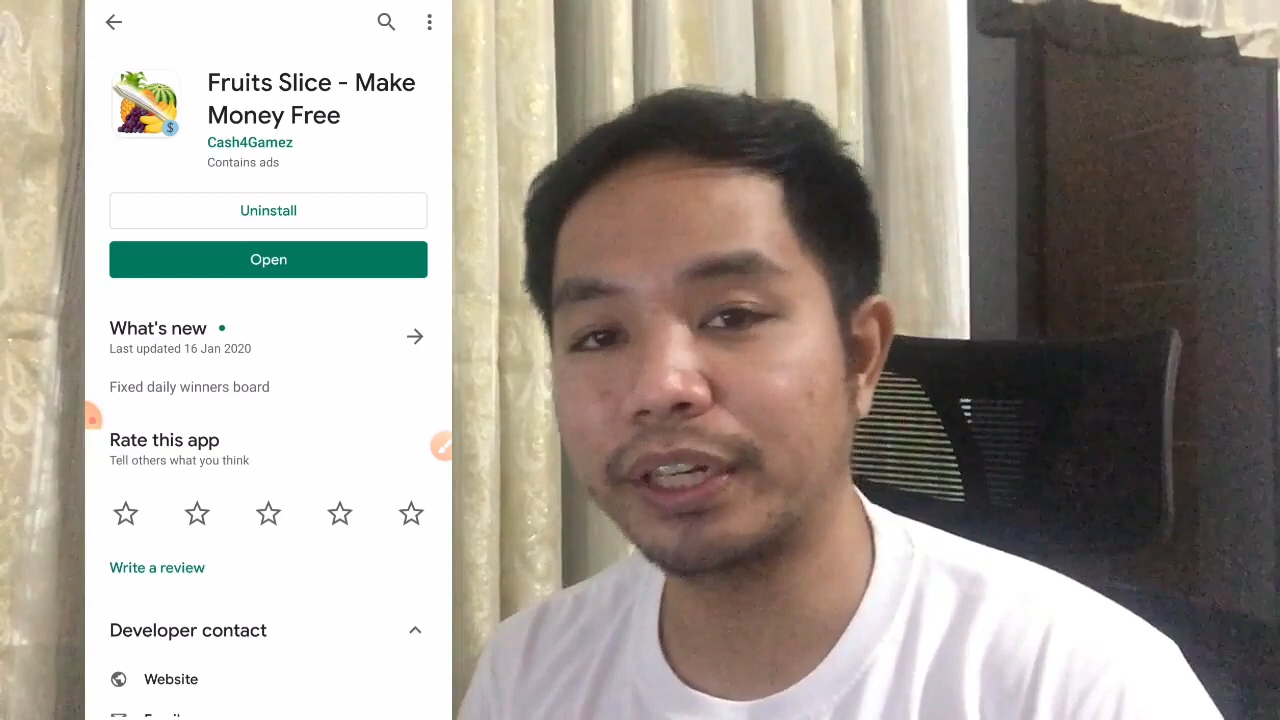 Fruits Slice - Make
Money Free
Cash4Gamez
Contains ads
Uninstall
Open
What's new
Last updated 16 Jan 2020
Fixed daily winners board
Rate this app
Tell others what you think
Write a review
Developer contact
Website